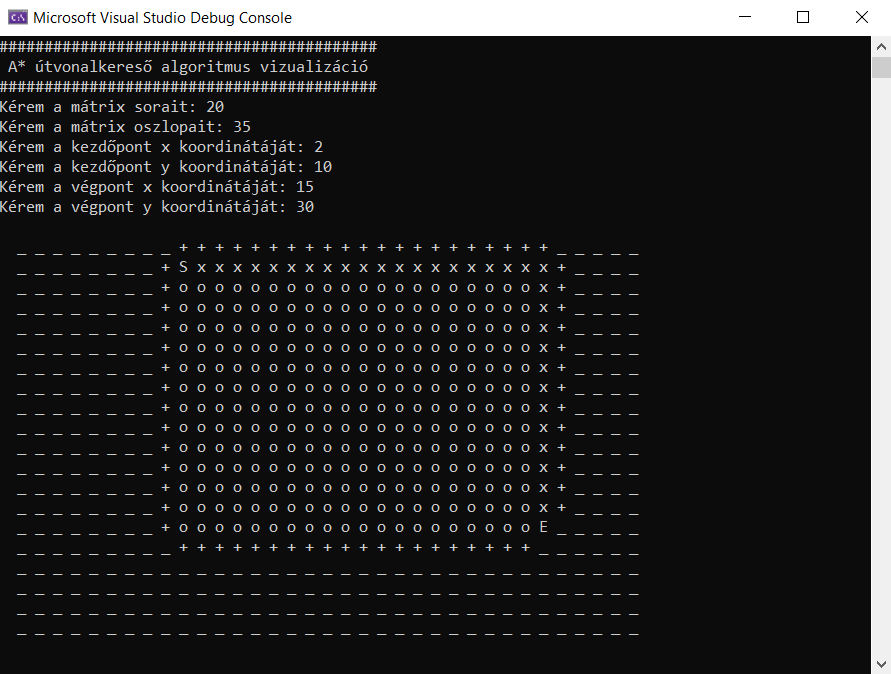 Microsoft Visual Studio Debug Console
##########################################
A* útvonalkereső algoritmus vizualizáció
##########################################
Kérem a mátrix sorait: 20
Kérem a mátrix oszlopait: 35
Kérem a kezdőpont x koordinátáját: 2
Kérem a kezdőpont y koordinátáját: 10
Kérem a végpont x koordinátáját: 15
Kérem a végpont y koordinátáját: 30
_ _ _ _ _ _ _ _ _ + + + + + + + + + + + + + + + + + + + + + _ _ _ _ _
_ _ _ _ _ _ _ _ + S x x x x x x x x x x x x x x x x x x x x + _ _ _ _
_ _ _ _ _ _ _ _ + o o o o o o o o o o o o o o o o o o o o x + _ _ _ _
_ _ _ _ _ _ _ _ + o o o o o o o o o o o o o o o o o o o o x + _ _ _ _
_ _ _ _ _ _ _ _ + o o o o o o o o o o o o o o o o o o o o x + _ _ _ _
_ _ _ _ _ _ _ _ + o o o o o o o o o o o o o o o o o o o o x + _ _ _ _
_ _ _ _ _ _ _ _ + o o o o o o o o o o o o o o o o o o o o x + _ _ _ _
_ _ _ _ _ _ _ _ + o o o o o o o o o o o o o o o o o o o o x + _ _ _ _
_ _ _ _ _ _ _ _ + o o o o o o o o o o o o o o o o o o o o x + _ _ _ _
_ _ _ _ _ _ _ _ + o o o o o o o o o o o o o o o o o o o o x + _ _ _ _
_ _ _ _ _ _ _ _ + o o o o o o o o o o o o o o o o o o o o x + _ _ _ _
_ _ _ _ _ _ _ _ + o o o o o o o o o o o o o o o o o o o o x + _ _ _ _
_ _ _ _ _ _ _ _ + o o o o o o o o o o o o o o o o o o o o x + _ _ _ _
_ _ _ _ _ _ _ _ + o o o o o o o o o o o o o o o o o o o o x + _ _ _ _
_ _ _ _ _ _ _ _ + o o o o o o o o o o o o o o o o o o o o E _ _ _ _ _
_ _ _ _ _ _ _ _ _ + + + + + + + + + + + + + + + + + + + + _ _ _ _ _ _
_ _ _ _ _ _ _ _ _ _ _ _ _ _ _ _ _ _ _ _ _ _ _ _ _ _ _ _ _ _ _ _ _ _ _
_ _ _ _ _ _ _ _ _ _ _ _ _ _ _ _ _ _ _ _ _ _ _ _ _ _ _ _ _ _ _ _ _ _ _
_ _ _ _ _ _ _ _ _ _ _ _ _ _ _ _ _ _ _ _ _ _ _ _ _ _ _ _ _ _ _ _ _ _ _
_ _ _ _ _ _ _ _ _ _ _ _ _ _ _ _ _ _ _ _ _ _ _ _ _ _ _ _ _ _ _ _ _ _ _